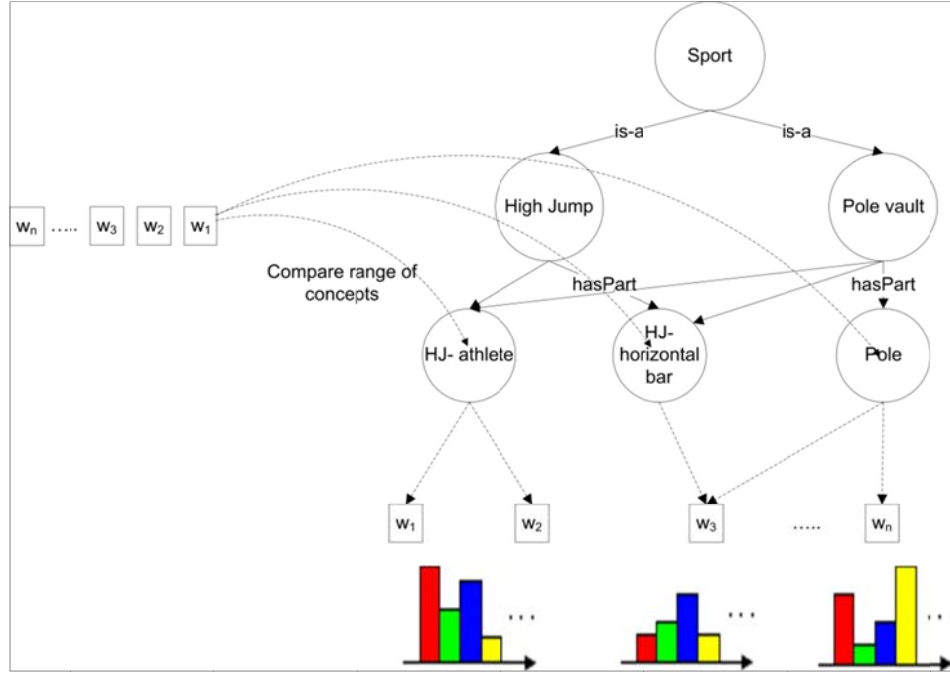 Sport
is-a
is-a
High Jump
Pole vault
wn ..... w3 w2 w1
Compare range of
concepts
hasPart
hasPart
HJ- athlete
HJ-
horizontal
bar
Pole
w1
w2
w3
.....
wn
...
...
...